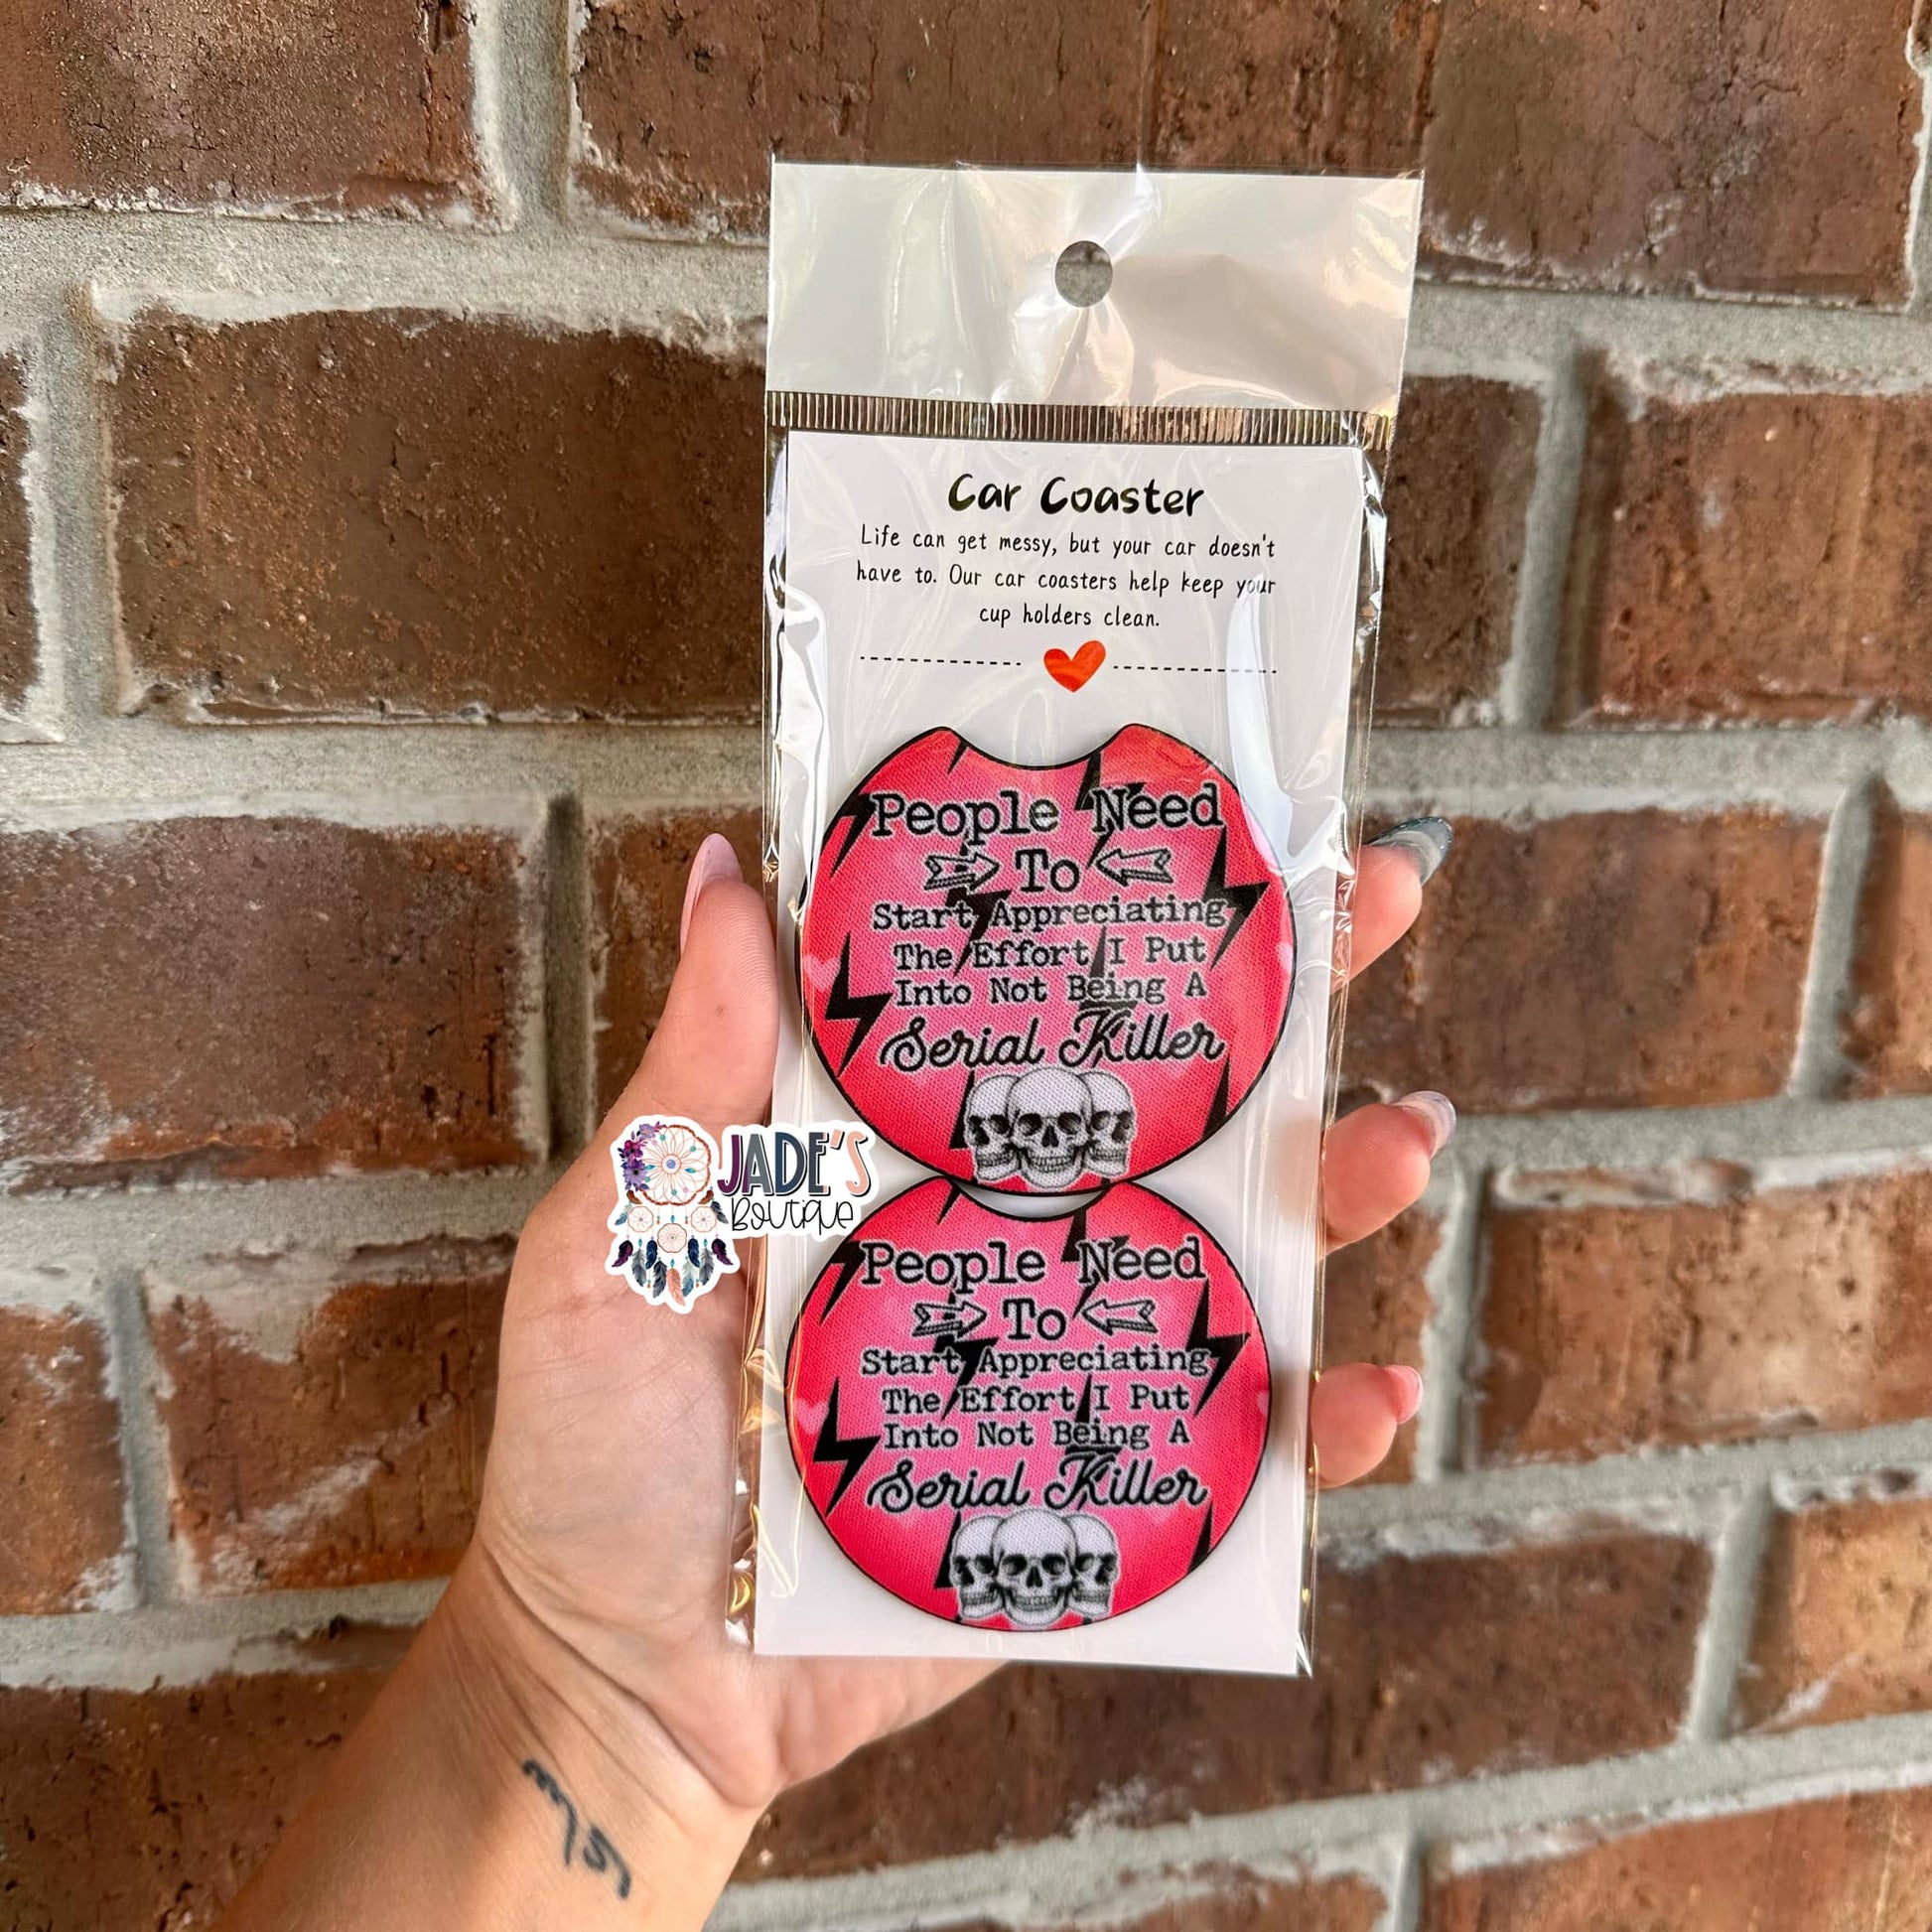 Car Coaster
Life can get messy, but your car doesn't
have to. Our car coasters help keep your
cup holders clean.
People Need
To
Start Appreciating
The Effort I Put
Into Not Being A
Serial Killer
JADE'S
Boutique
People Need
To
Start Appreciating
The Effort I Put
Into Not Being A
Serial Killer